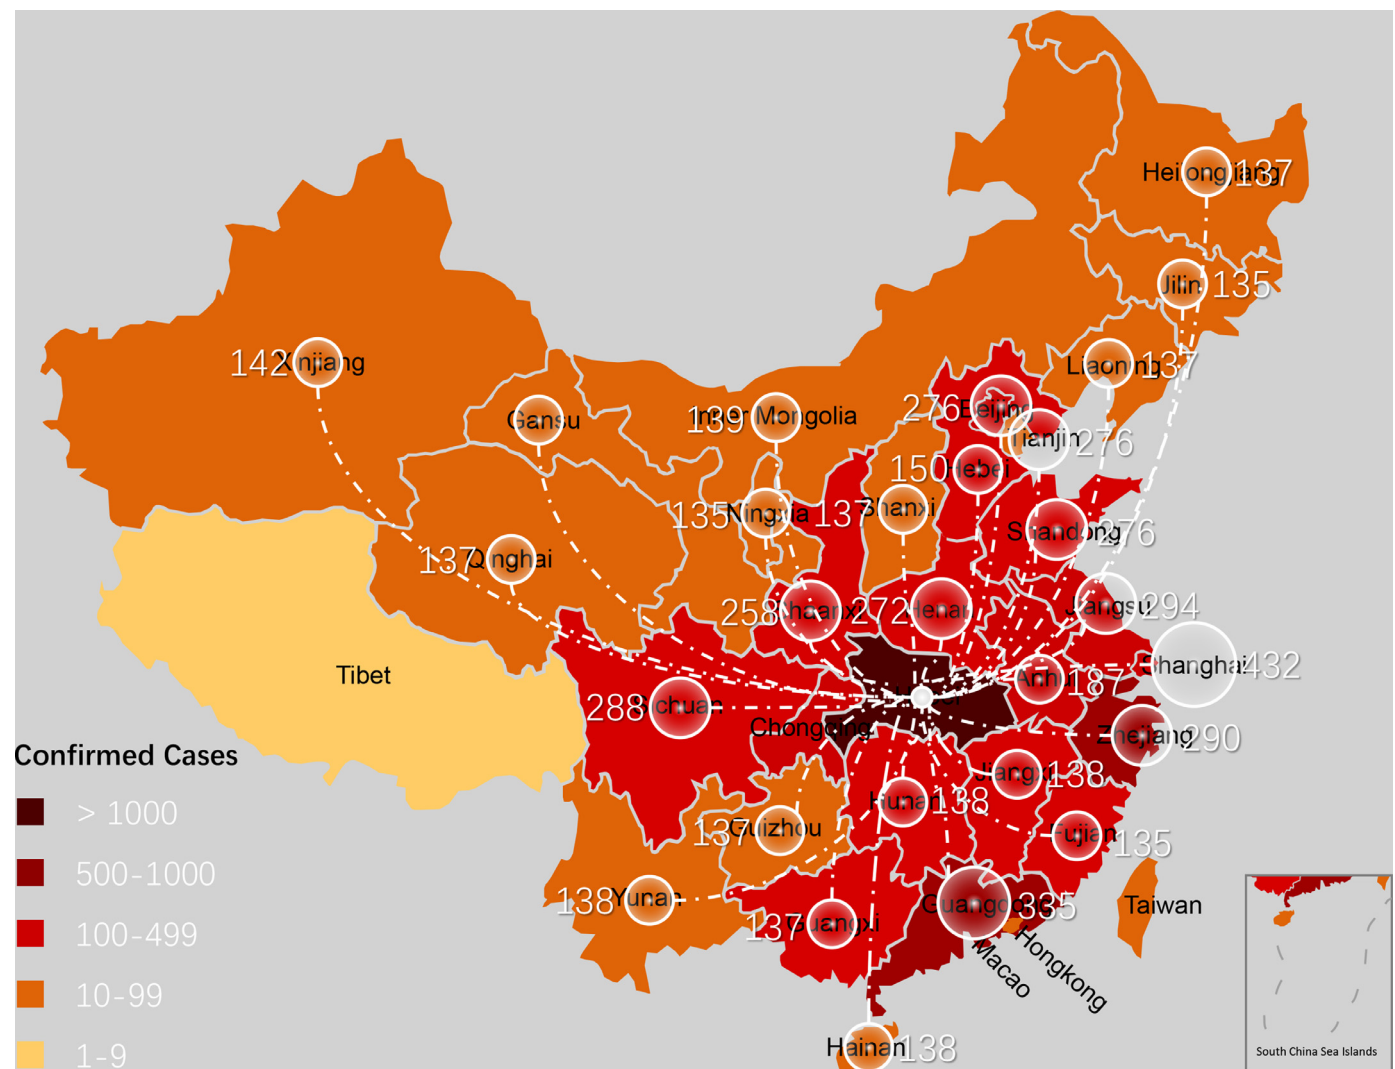 Heilongjiang 137
Jilin 135
142 Xinjiang
Liaoning 137
Gansu
139 Inner Mongolia
276 Beijing
Tianjin 276
150 Hebei
135 Ningxia
137 Shanxi
Shandong 276
137 Qinghai
258 Shaanxi
272 Henan
Jiangsu 294
Shanghai 432
Tibet
Anhui 187
288 Sichuan
Hubei
Chongqing
Zhejiang 290
Jiangxi 138
Hunan 138
137 Guizhou
Fujian 135
138 Yunan
Guangdong 335
137 Guangxi
Taiwan
Hongkong
Macao
Hainan 138
Confirmed Cases
> 1000
500-1000
100-499
10-99
1-9
South China Sea Islands